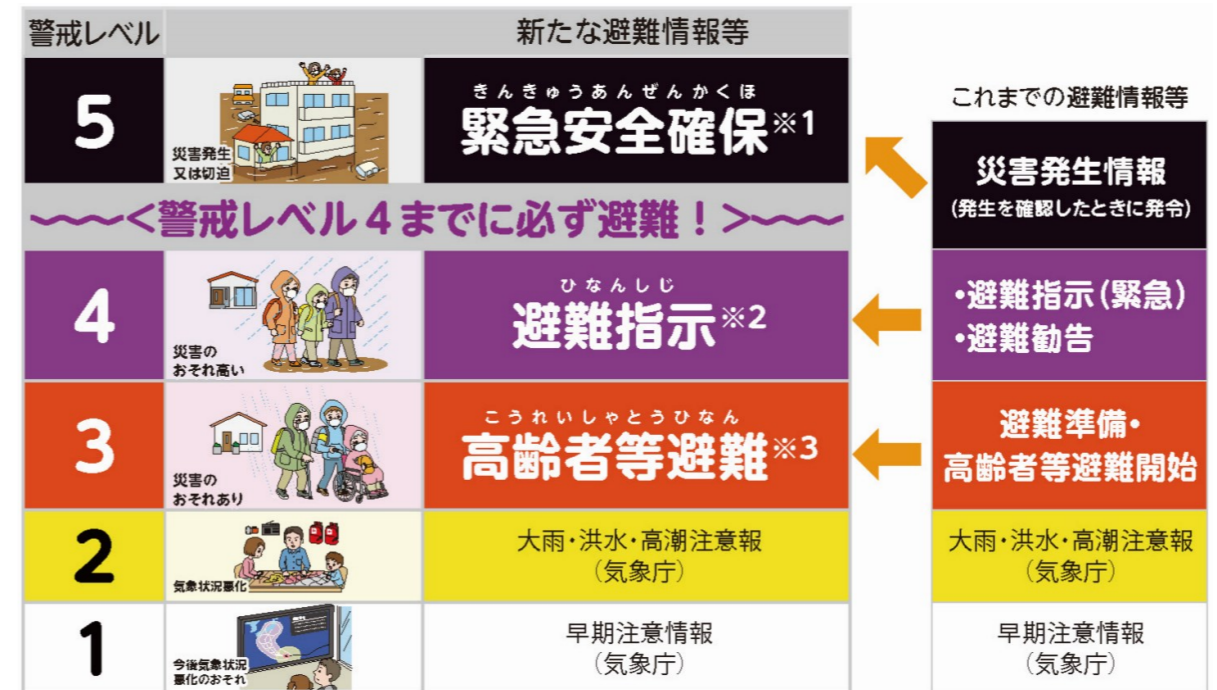 警戒レベル
新たな避難情報等
5
災害発生
又は切迫
きんきゅうあんぜんかくほ
緊急安全確保※1
~~~<警戒レベル4までに必ず避難！>~~~
4
災害の
おそれ高い
ひなんしじ
避難指示※2
3
災害の
おそれあり
こうれいしゃとうひなん
高齢者等避難※3
2
気象状況悪化
大雨・洪水・高潮注意報
（気象庁）
1
今後気象状況
悪化のおそれ
早期注意情報
（気象庁）
これまでの避難情報等
災害発生情報
(発生を確認したときに発令)
・避難指示（緊急）
・避難勧告
避難準備・
高齢者等避難開始
大雨・洪水・高潮注意報
（気象庁）
早期注意情報
（気象庁）